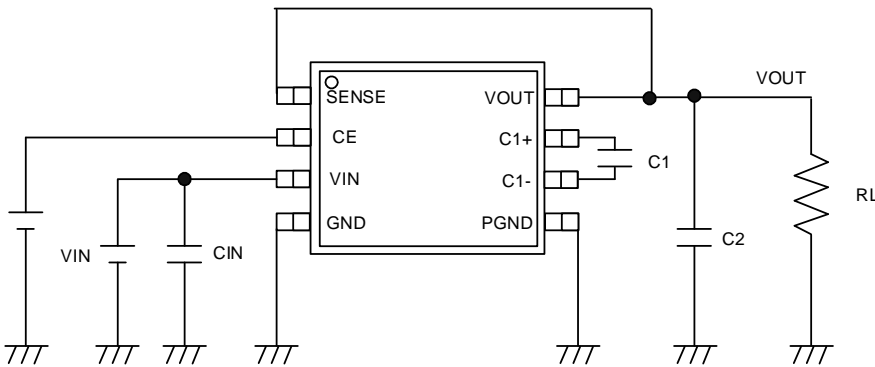 VOUT
SENSE
VOUT
CE
C1+
C1
VIN
C1-
GND
PGND
RL
VIN
CIN
C2